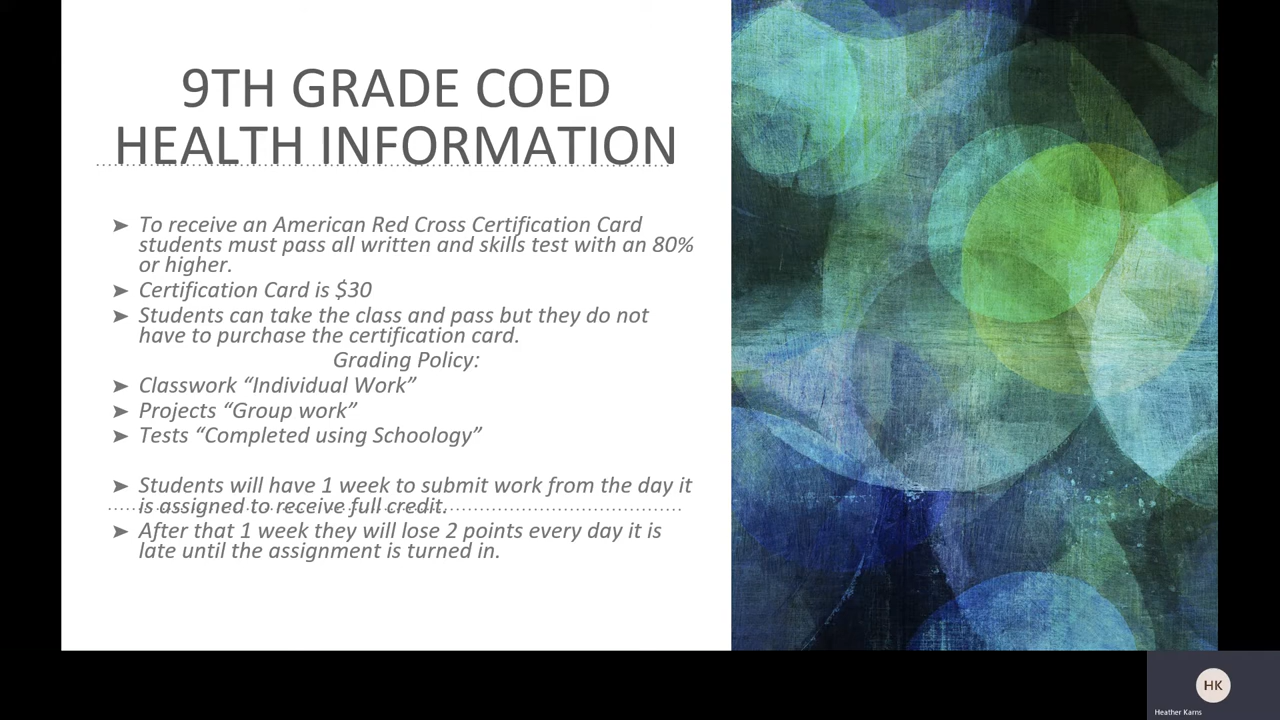 9TH GRADE COED
HEALTH INFORMATION
To receive an American Red Cross Certification Card
students must pass all written and skills test with an 80%
or higher.
Certification Card is $30
Students can take the class and pass but they do not
have to purchase the certification card.
Grading Policy:
Classwork “Individual Work”
Projects “Group work”
Tests “Completed using Schoology”
Students will have 1 week to submit work from the day it
is assigned to receive full credit.
After that 1 week they will lose 2 points every day it is
late until the assignment is turned in.
HK
Heather Karns